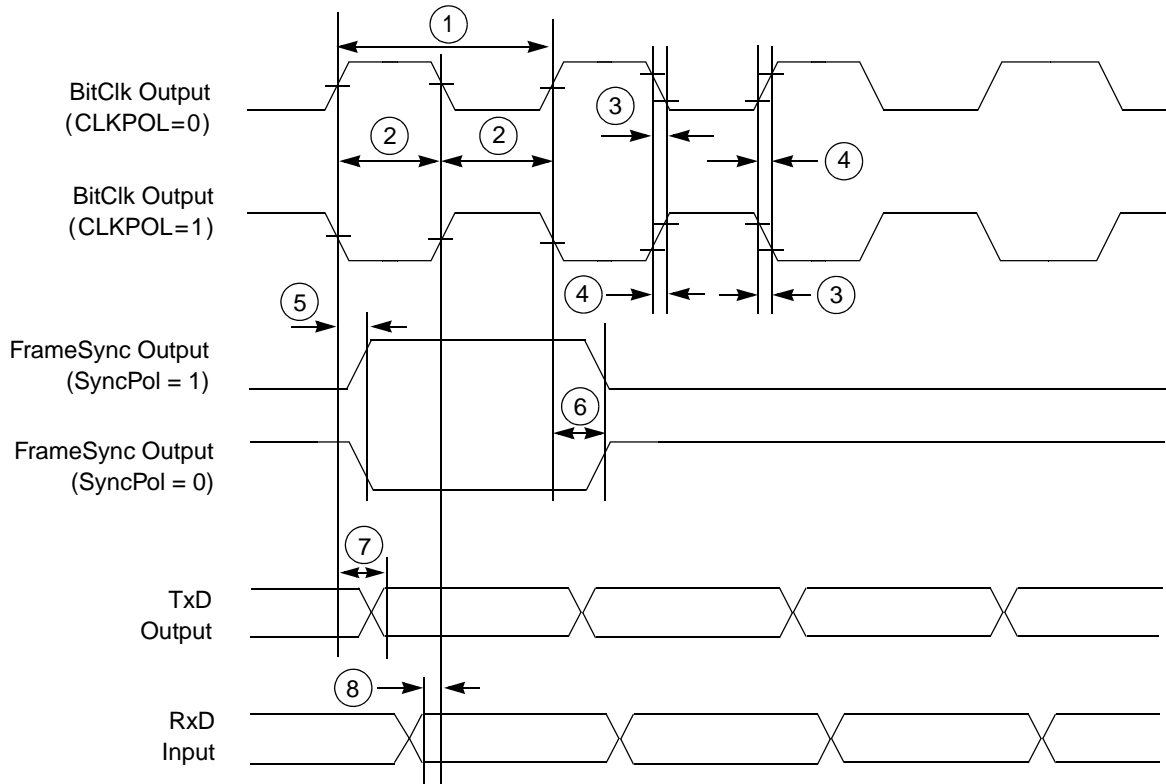 1
BitClk Output
(CLKPOL=0)
3
2
2
4
BitClk Output
(CLKPOL=1)
5
4
3
FrameSync Output
(SyncPol = 1)
6
FrameSync Output
(SyncPol = 0)
7
TxD
Output
8
RxD
Input